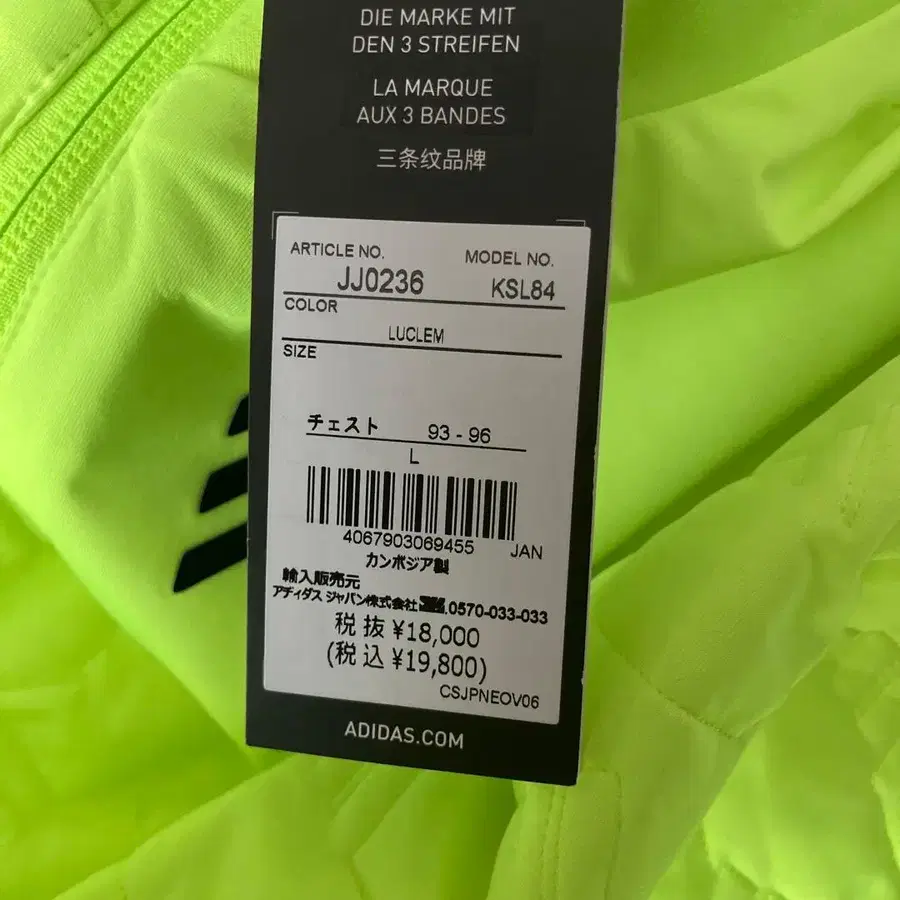 DIE MARKE MIT
DEN 3 STREIFEN
LA MARQUE
AUX 3 BANDES
三条纹品牌
ARTICLE NO. MODEL NO.
JJ0236 KSL84
COLOR
LUCLEM
SIZE
チェスト 93 - 96
L
4067903069455 JAN
カンボジア製
輸入販売元
アディダス ジャパン株式会社 .0570-033-033
税 抜 ¥18,000
(税 込 ¥19,800)
CSJPNEOV06
ADIDAS.COM